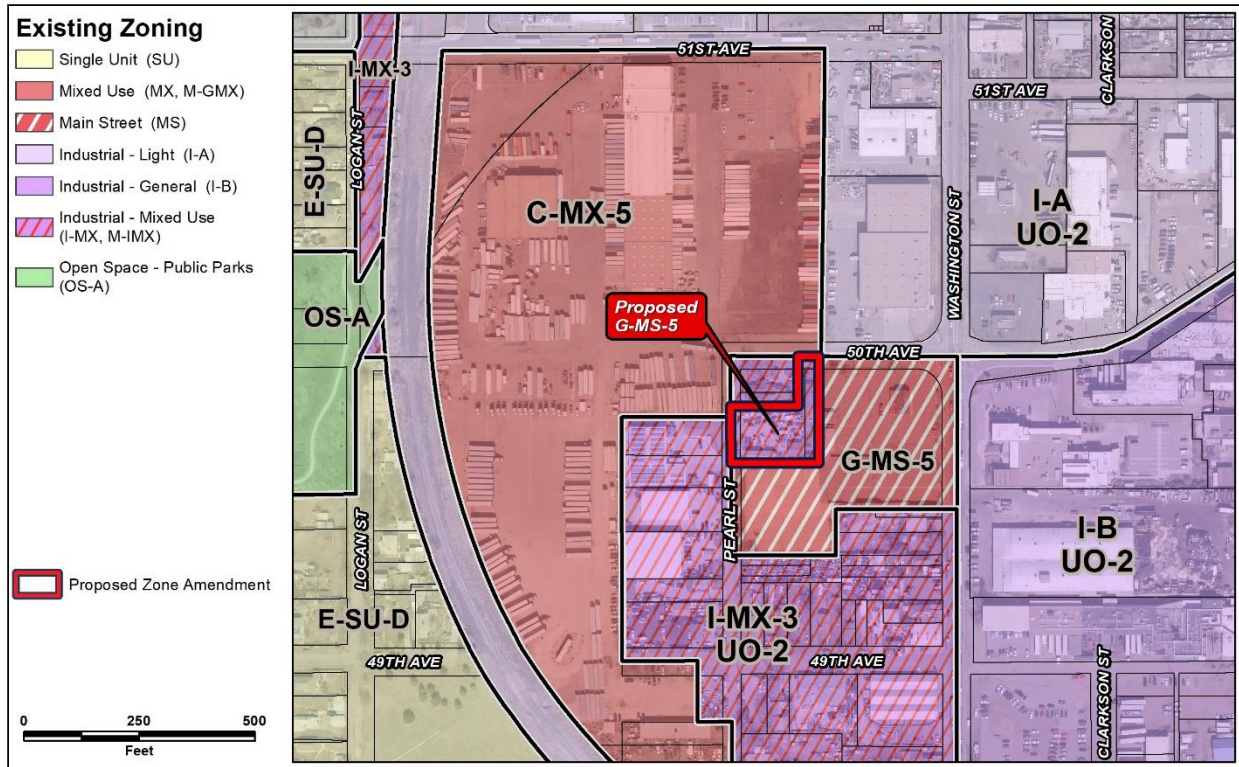 Existing Zoning
Single Unit (SU)
Mixed Use (MX, M-GMX)
Main Street (MS)
Industrial - Light (I-A)
Industrial - General (I-B)
Industrial - Mixed Use
(I-MX, M-IMX)
Open Space - Public Parks
(OS-A)
Proposed Zone Amendment
0 250 500
Feet
51ST AVE
I-MX-3
LOGAN ST
E-SU-D
CLARKSON
51ST AVE
C-MX-5
I-A
UO-2
WASHINGTON ST
OS-A
Proposed
G-MS-5
50TH AVE
G-MS-5
PEARL ST
LOGAN ST
I-B
UO-2
E-SU-D
49TH AVE
I-MX-3
UO-2
49TH AVE
CLARKSON ST